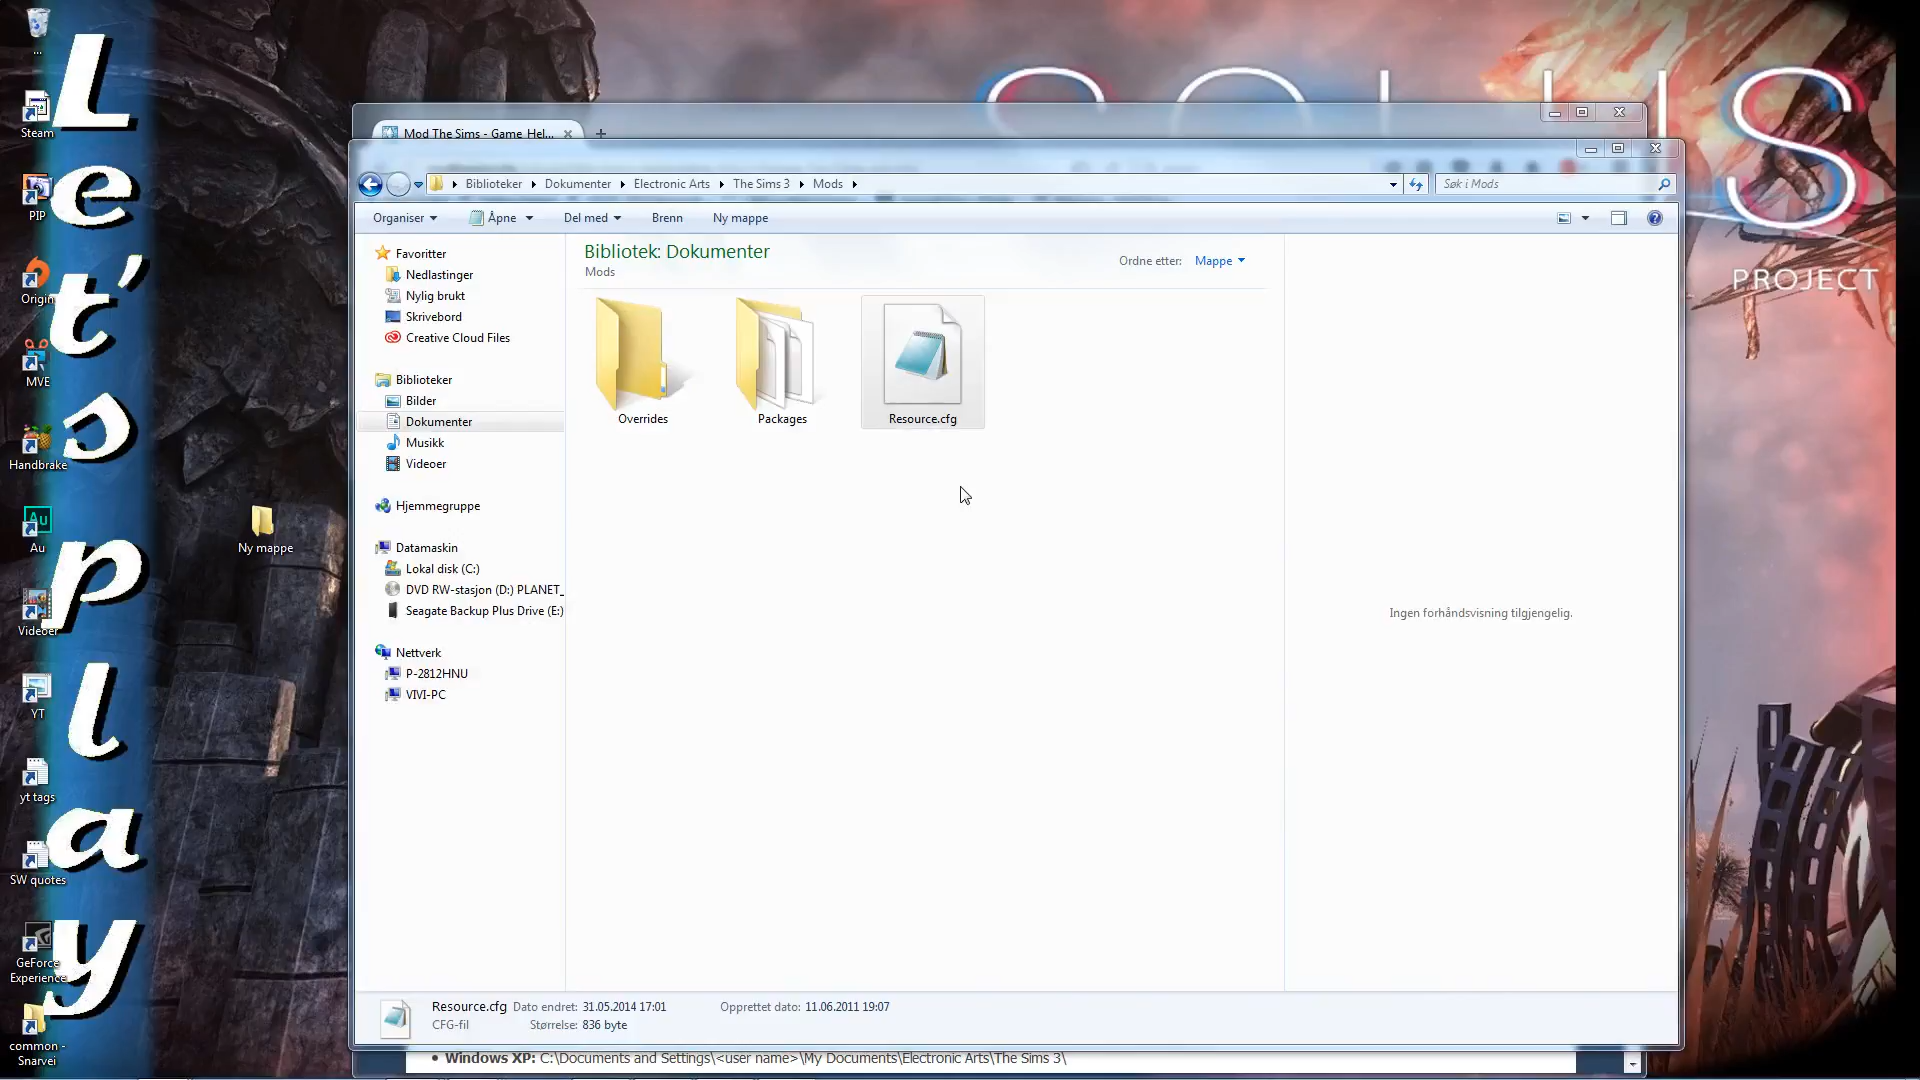 Let's play
...
Steam
PIP
Origin
MVE
Handbrake
Au
Au
Videoer
YT
yt tags
SW quotes
GeForce
Experience
common -
Snarvei
Ny mappe
SOLUS
PROJECT
Mod The Sims - Game_Hel...
Biblioteker
Dokumenter
Electronic Arts
The Sims 3
Mods
Søk i Mods
Organiser
Åpne
Del med
Brenn
Ny mappe
Favoritter
Nedlastinger
Nylig brukt
Skrivebord
Creative Cloud Files
Biblioteker
Bilder
Dokumenter
Musikk
Videoer
Hjemmegruppe
Datamaskin
Lokal disk (C:)
DVD RW-stasjon (D:) PLANET_
Seagate Backup Plus Drive (E:)
Nettverk
P-2812HNU
VIVI-PC
Bibliotek: Dokumenter
Mods
Ordne etter: Mappe
Overrides
Packages
Resource.cfg
Ingen forhåndsvisning tilgjengelig.
Resource.cfg Dato endret: 31.05.2014 17:01 Opprettet dato: 11.06.2011 19:07
CFG-fil Størrelse: 836 byte
• Windows XP: C:\Documents and Settings\<user name>\My Documents\Electronic Arts\The Sims 3\